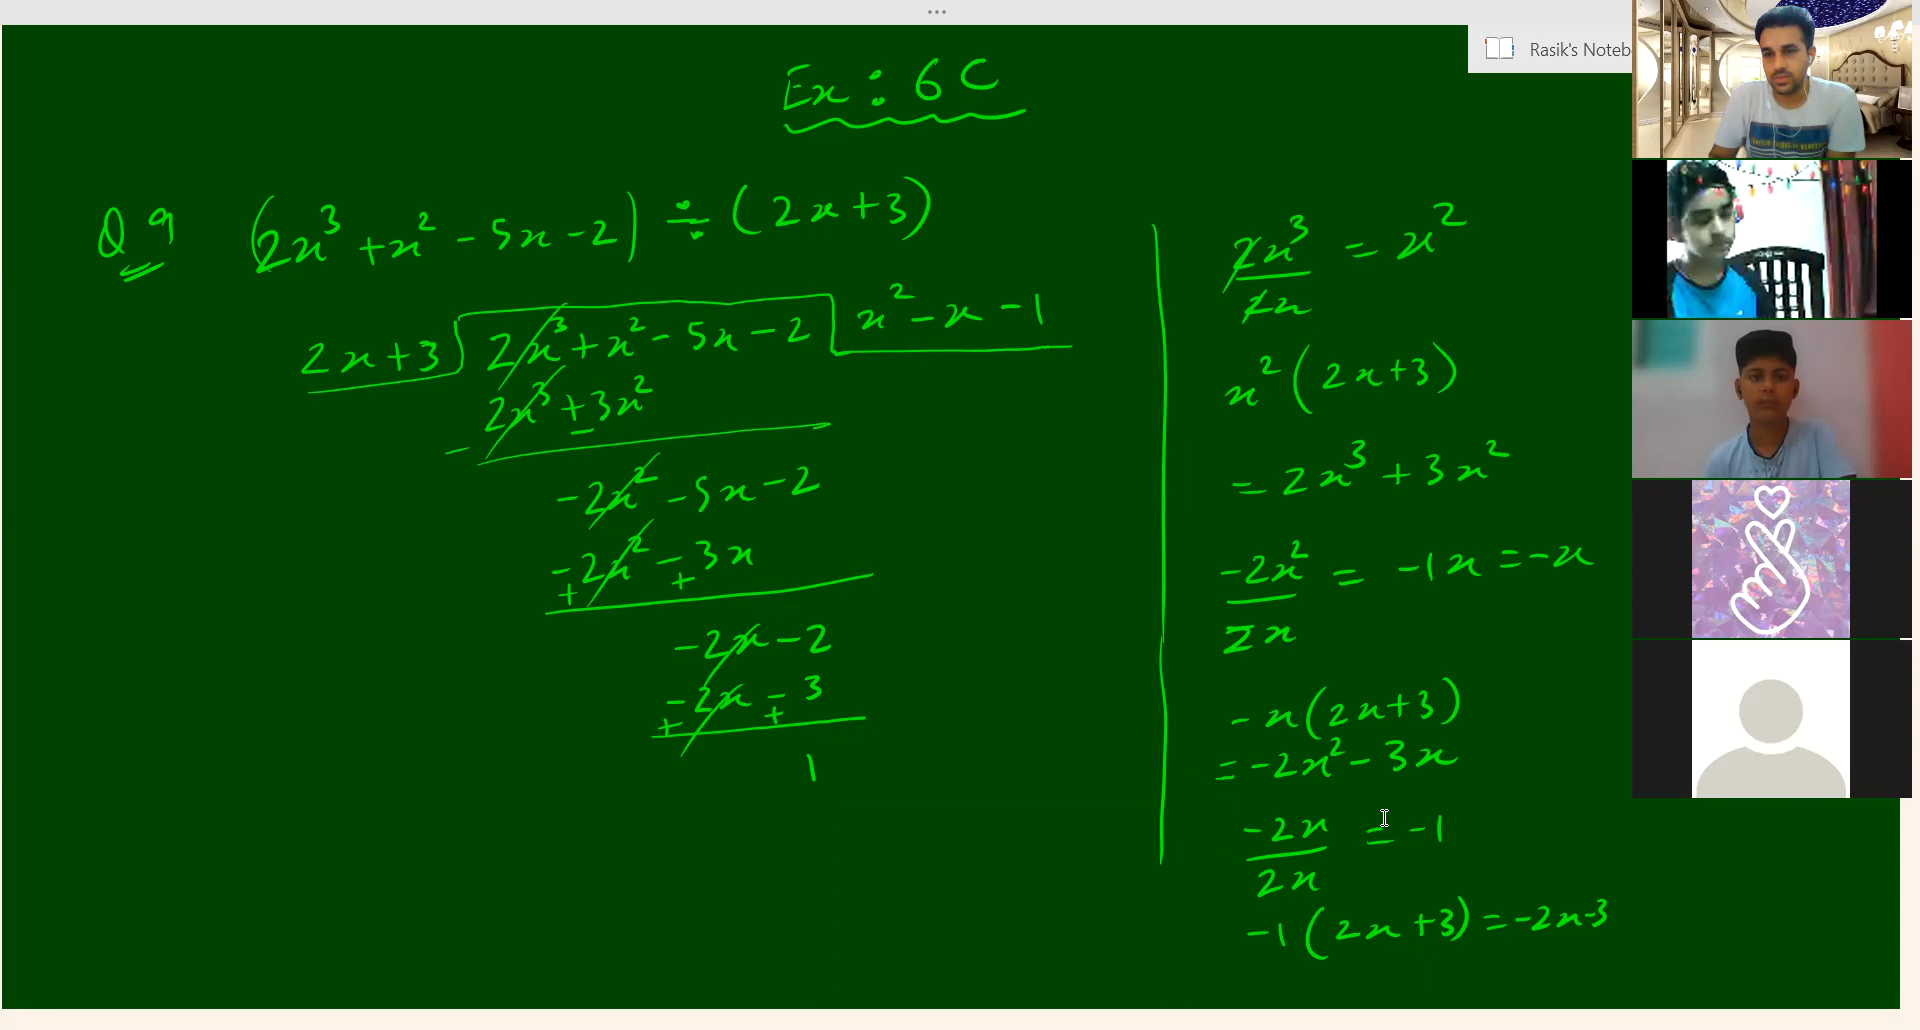 Rasik's Noteb
Ex : 6C
Q 9 (2x³ + x² - 5x - 2) ÷ (2x + 3)
2x + 3 ) 2x³ + x² - 5x - 2 | x² - x - 1
2x³ + 3x²
- -
-2x² - 5x - 2
-2x² - 3x
+ +
-2x - 2
-2x - 3
+ +
1
2x³/2x = x²
x² (2x + 3)
= 2x³ + 3x²
-2x²/2x = -1x = -x
-x (2x + 3)
= -2x² - 3x
-2x/2x = -1
-1 (2x + 3) = -2x - 3